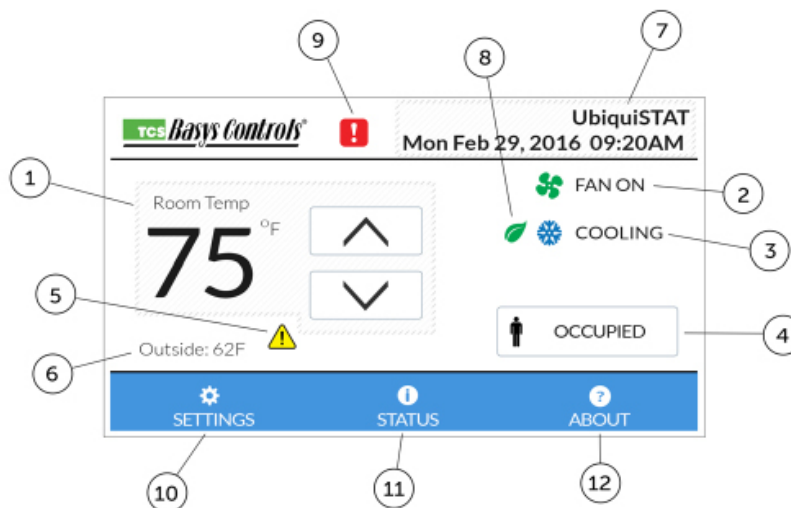 9
8
7
TCS Basys Controls®
!
UbiquiSTAT
Mon Feb 29, 2016 09:20AM
1
Room Temp
75 °F
FAN ON
2
COOLING
3
5
!
OCCUPIED
4
6
Outside: 62F
SETTINGS
i
STATUS
?
ABOUT
10
11
12